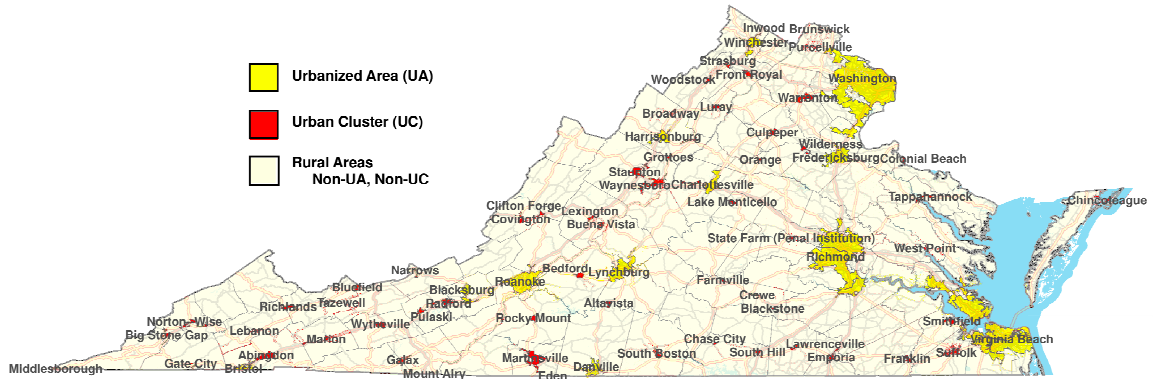 Inwood Brunswick
Winchester
Purcellville
Strasburg
Woodstock Front Royal
Washington
Urbanized Area (UA)
Warrenton
Luray
Broadway
Urban Cluster (UC)
Culpeper
Harrisonburg
Wilderness
Grottoes
Orange
Fredericksburg Colonial Beach
Rural Areas
Non-UA, Non-UC
Staunton
Waynesboro Charlottesville
Lake Monticello
Tappahannock
Chincoteague
Clifton Forge
Covington
Lexington
Buena Vista
State Farm (Penal Institution)
West Point
Richmond
Narrows
Bedford
Lynchburg
Roanoke
Farmville
Bluefield
Blacksburg
Tazewell
Radford
Richlands
Pulaski
Altavista
Crewe
Blackstone
Rocky Mount
Norton Wise
Big Stone Gap
Lebanon
Wytheville
Marion
Smithfield
Virginia Beach
Chase City
Lawrenceville
South Hill
Emporia
Franklin
Suffolk
South Boston
Abingdon
Gate City
Bristol
Galax
Martinsville
Danville
Middlesborough
Mount Airy
Eden